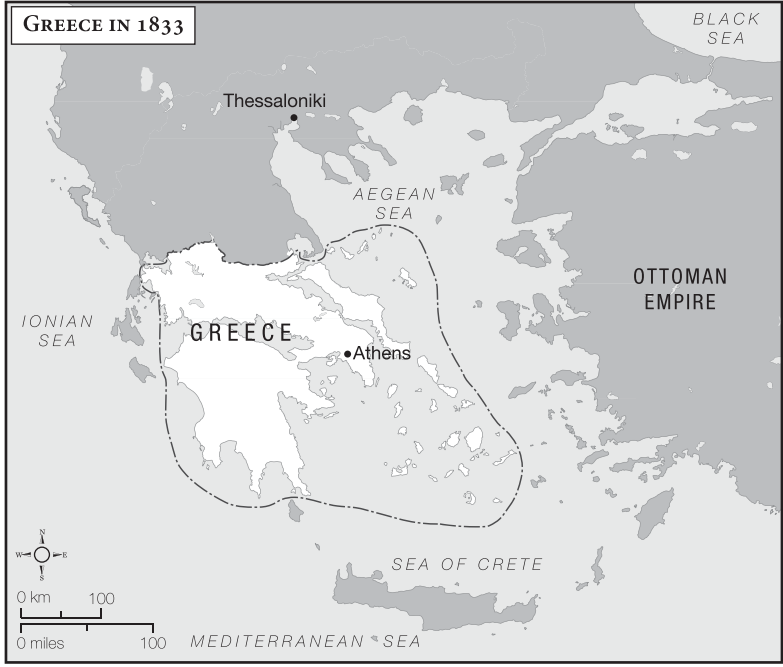 GREECE IN 1833
BLACK
SEA
Thessaloniki
AEGEAN
SEA
OTTOMAN
EMPIRE
IONIAN
SEA
GREECE
Athens
N
W
E
S
SEA OF CRETE
0 km 100
0 miles 100
MEDITERRANEAN SEA